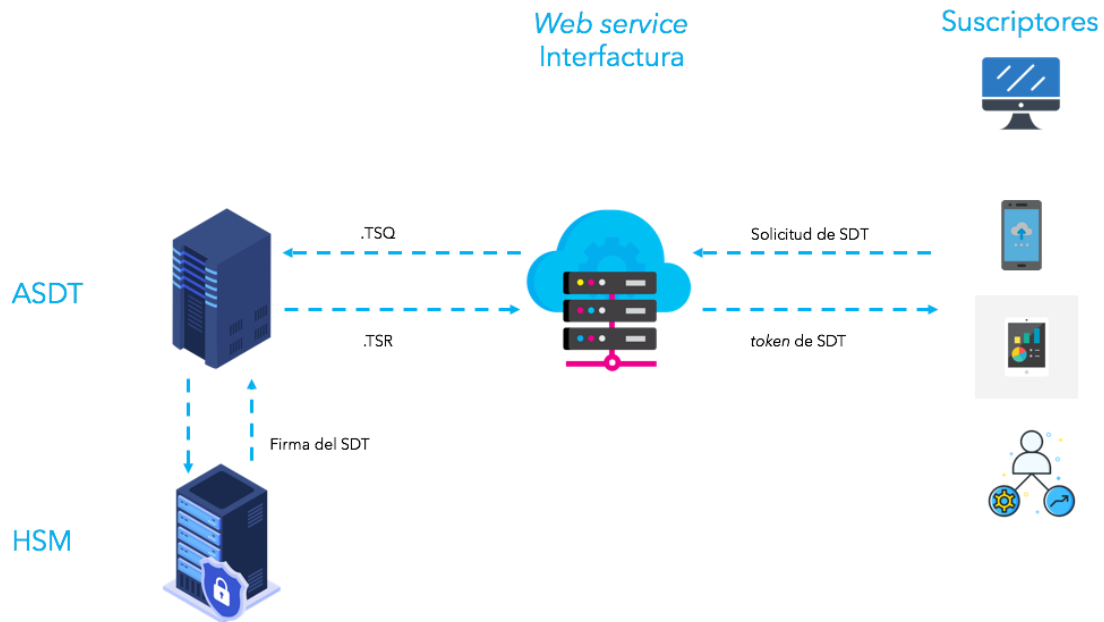 Web service
Interfactura
Suscriptores
.TSQ
Solicitud de SDT
ASDT
.TSR
token de SDT
Firma del SDT
HSM